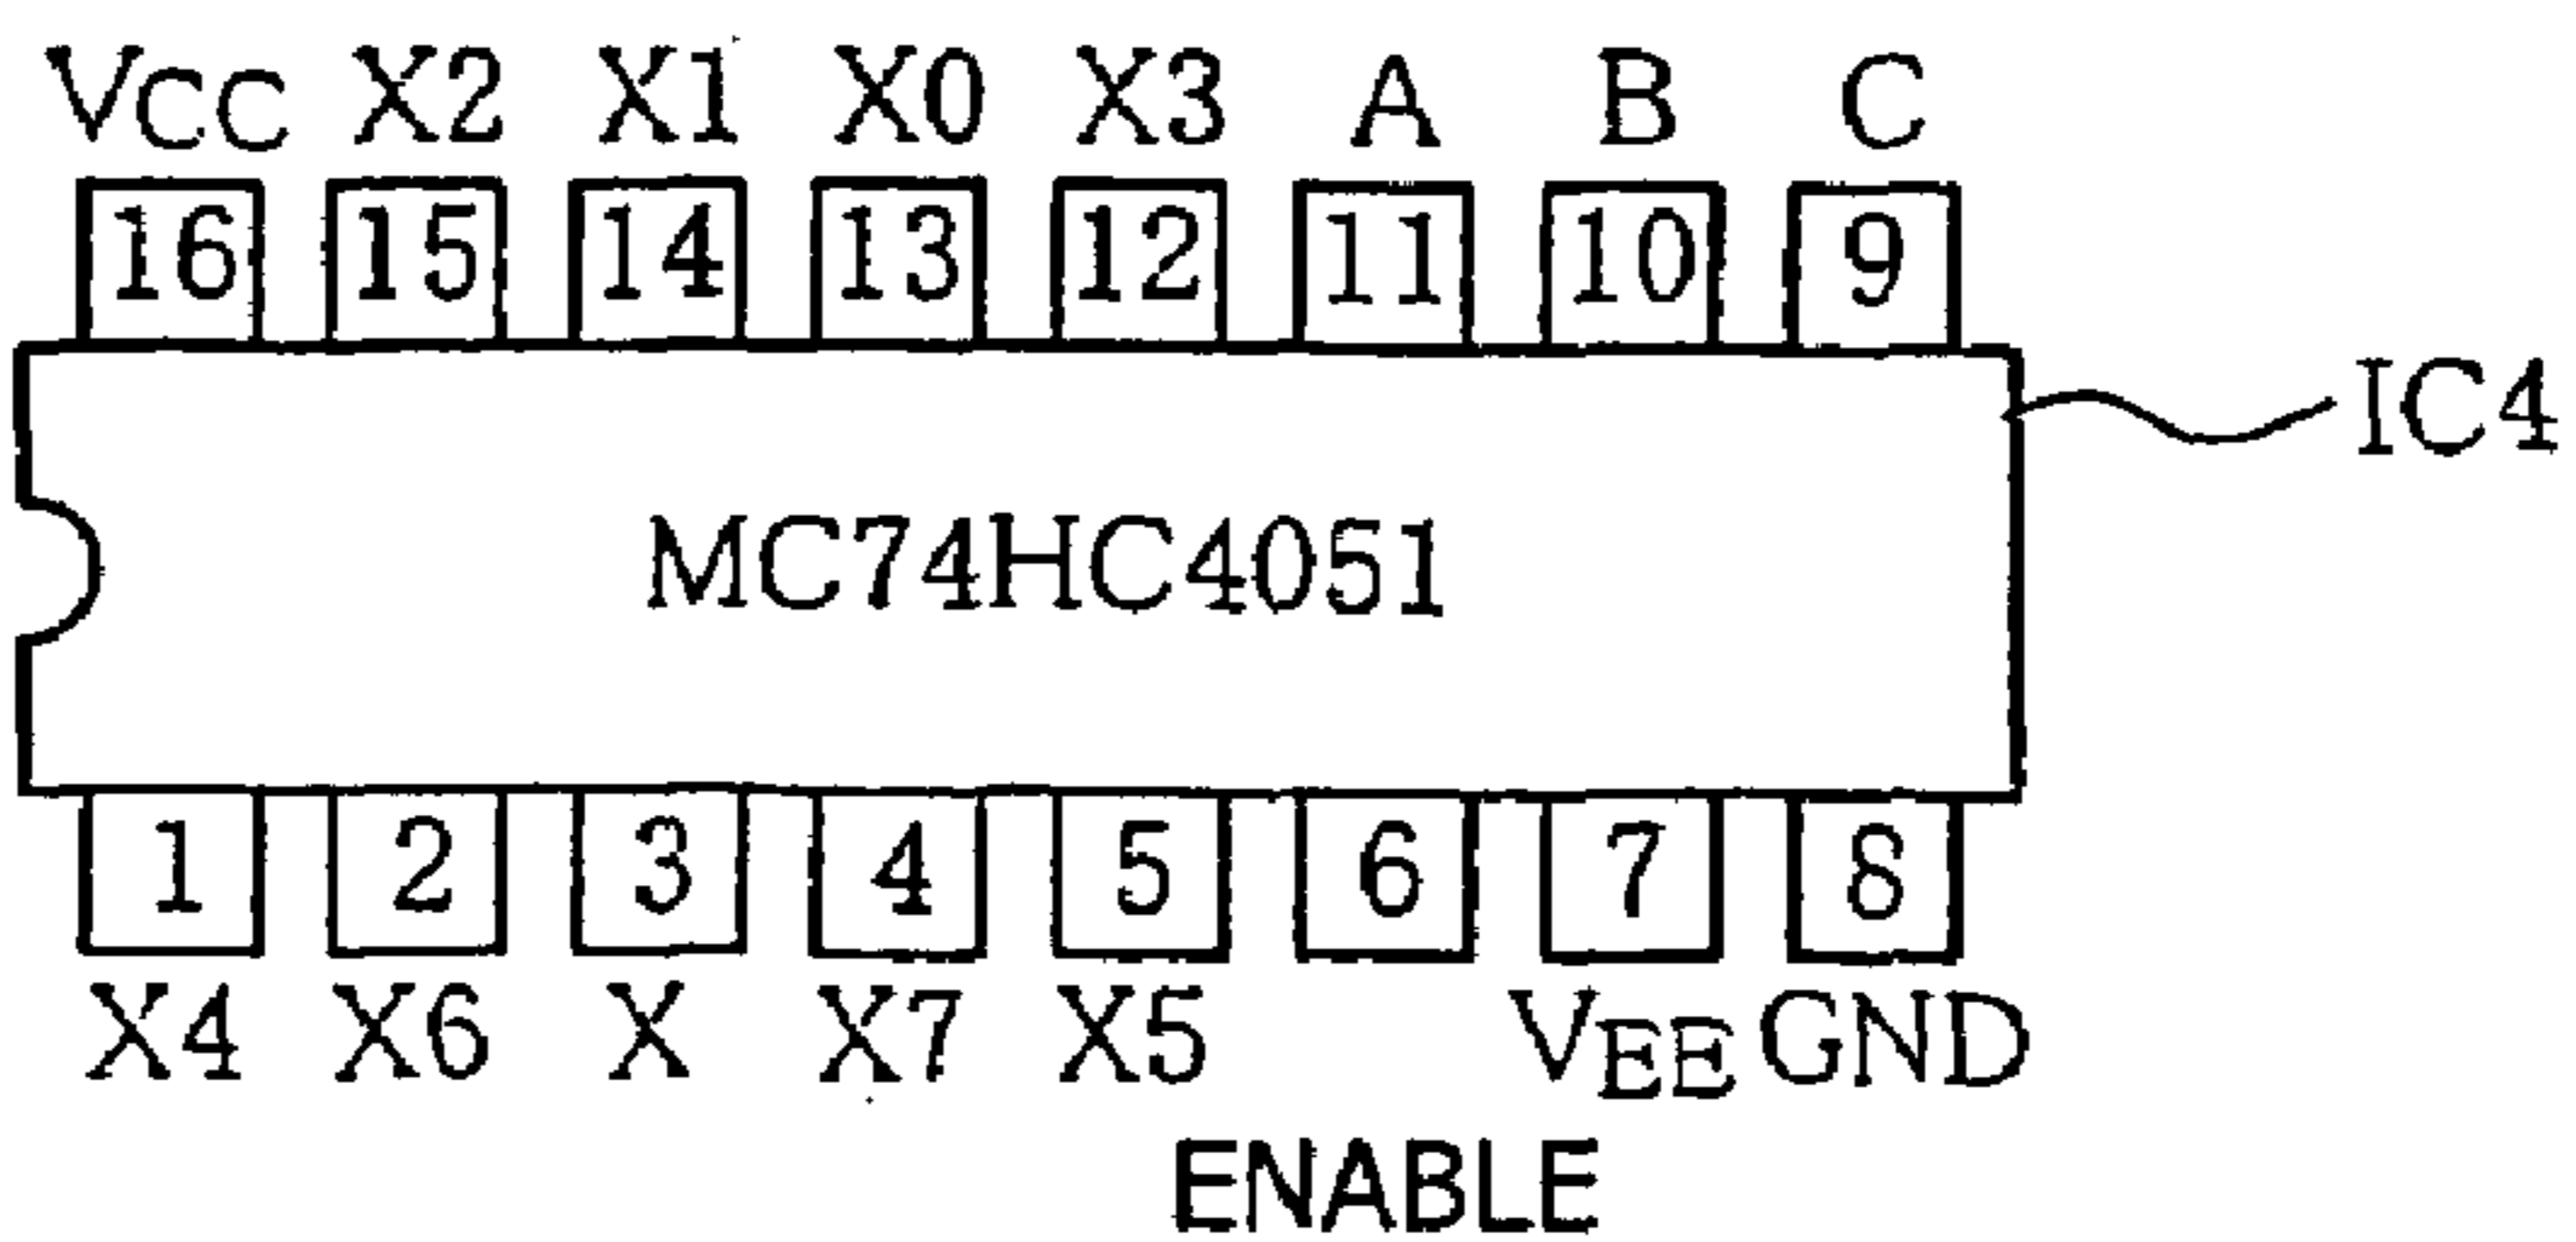 VCC X2 X1 X0 X3 A B C
16 15 14 13 12 11 10 9
IC4
MC74HC4051
1 2 3 4 5 6 7 8
X4 X6 X X7 X5 VEE GND
ENABLE